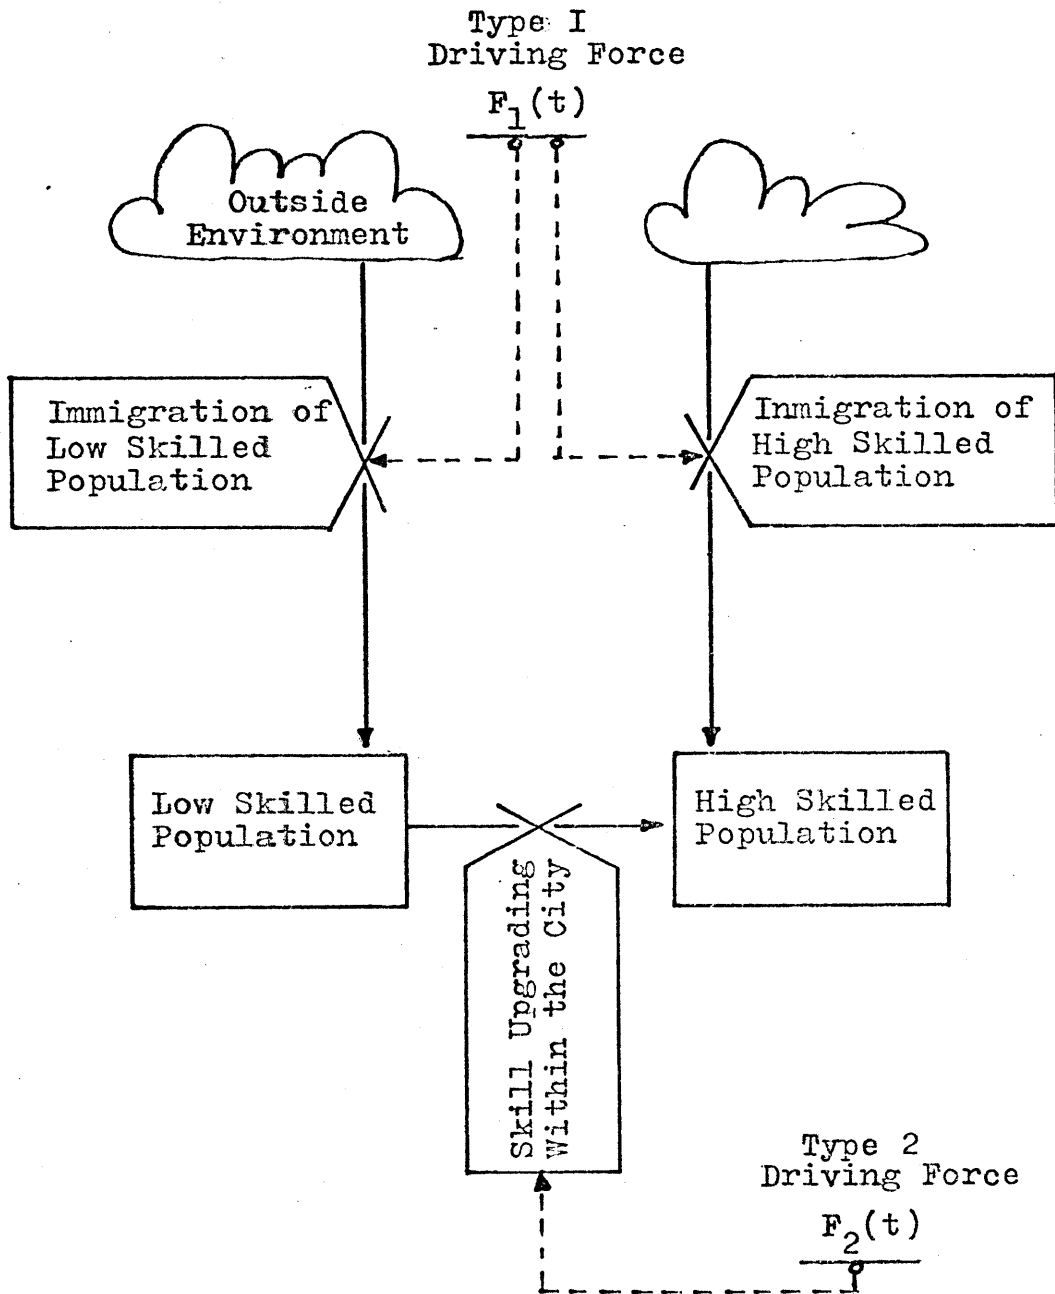 Type I
Driving Force
F1(t)
Outside
Environment
Immigration of
Low Skilled
Population
Inmigration of
High Skilled
Population
Low Skilled
Population
High Skilled
Population
Skill Upgrading
Within the City
Type 2
Driving Force
F2(t)